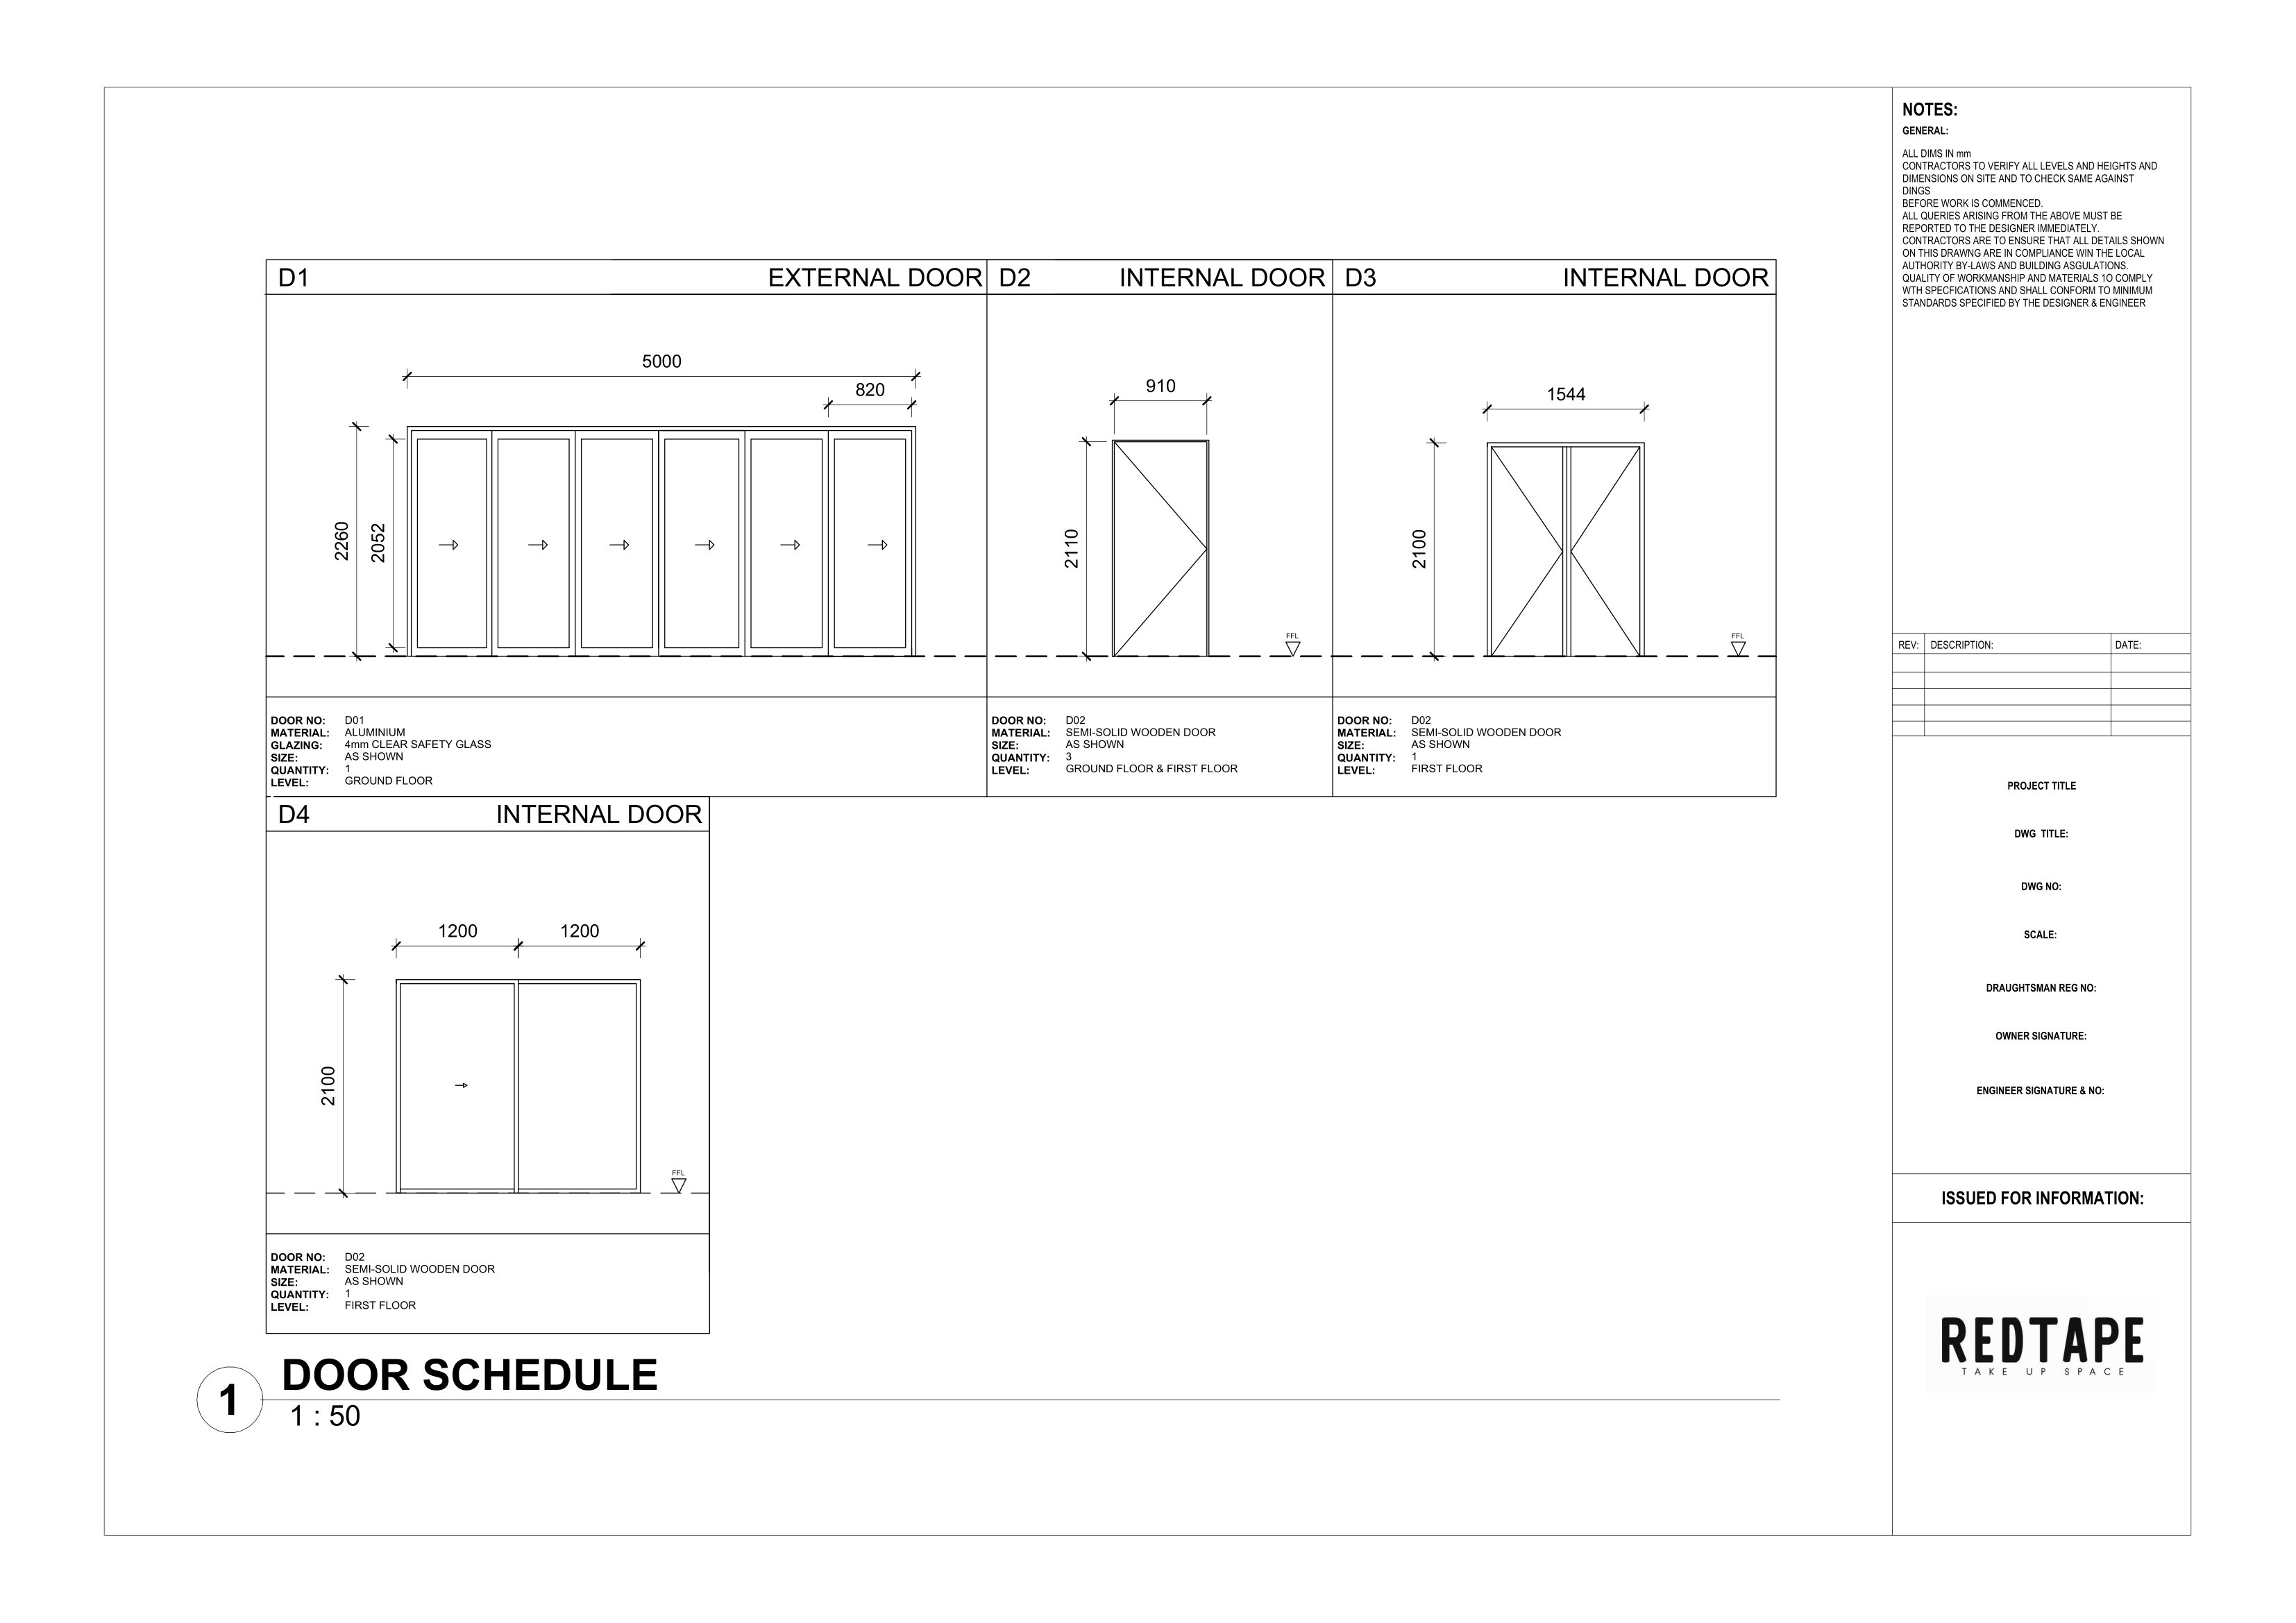 D1 EXTERNAL DOOR
5000
820
2260
2052
DOOR NO: D01
MATERIAL: ALUMINIUM
GLAZING: 4mm CLEAR SAFETY GLASS
SIZE: AS SHOWN
QUANTITY: 1
LEVEL: GROUND FLOOR
D2 INTERNAL DOOR
910
2110
FFL
DOOR NO: D02
MATERIAL: SEMI-SOLID WOODEN DOOR
SIZE: AS SHOWN
QUANTITY: 3
LEVEL: GROUND FLOOR & FIRST FLOOR
D3 INTERNAL DOOR
1544
2100
FFL
DOOR NO: D02
MATERIAL: SEMI-SOLID WOODEN DOOR
SIZE: AS SHOWN
QUANTITY: 1
LEVEL: FIRST FLOOR
D4 INTERNAL DOOR
1200 1200
2100
FFL
DOOR NO: D02
MATERIAL: SEMI-SOLID WOODEN DOOR
SIZE: AS SHOWN
QUANTITY: 1
LEVEL: FIRST FLOOR
1 DOOR SCHEDULE
1 : 50
NOTES:
GENERAL:
ALL DIMS IN mm
CONTRACTORS TO VERIFY ALL LEVELS AND HEIGHTS AND
DIMENSIONS ON SITE AND TO CHECK SAME AGAINST
DINGS
BEFORE WORK IS COMMENCED.
ALL QUERIES ARISING FROM THE ABOVE MUST BE
REPORTED TO THE DESIGNER IMMEDIATELY.
CONTRACTORS ARE TO ENSURE THAT ALL DETAILS SHOWN
ON THIS DRAWNG ARE IN COMPLIANCE WIN THE LOCAL
AUTHORITY BY-LAWS AND BUILDING ASGULATIONS.
QUALITY OF WORKMANSHIP AND MATERIALS 1O COMPLY
WTH SPECFICATIONS AND SHALL CONFORM TO MINIMUM
STANDARDS SPECIFIED BY THE DESIGNER & ENGINEER
REV: DESCRIPTION: DATE:
PROJECT TITLE
DWG TITLE:
DWG NO:
SCALE:
DRAUGHTSMAN REG NO:
OWNER SIGNATURE:
ENGINEER SIGNATURE & NO:
ISSUED FOR INFORMATION:
REDTAPE
TAKE UP SPACE